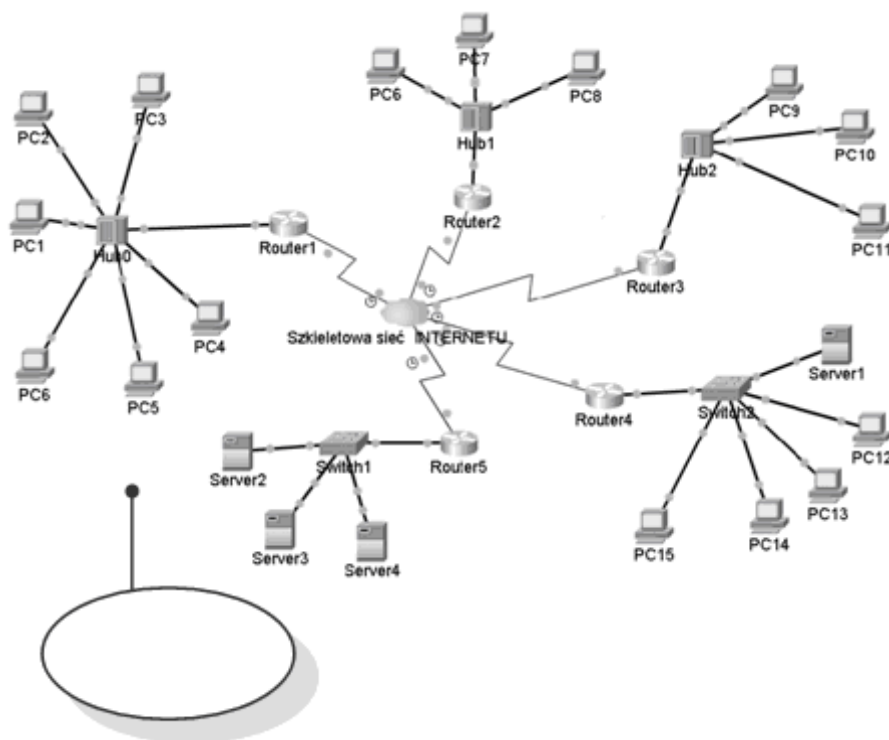 PC7
PC6
PC8
PC9
PC2
PC3
Hub1
PC10
Hub2
Router2
PC1
Hub0
Router1
PC11
Router3
PC4
Szkieletowa sieć INTERNETU
PC6
PC5
Server1
Router4
Switch2
PC12
Server2
Switch1
Router5
PC13
PC15
PC14
Server3
Server4